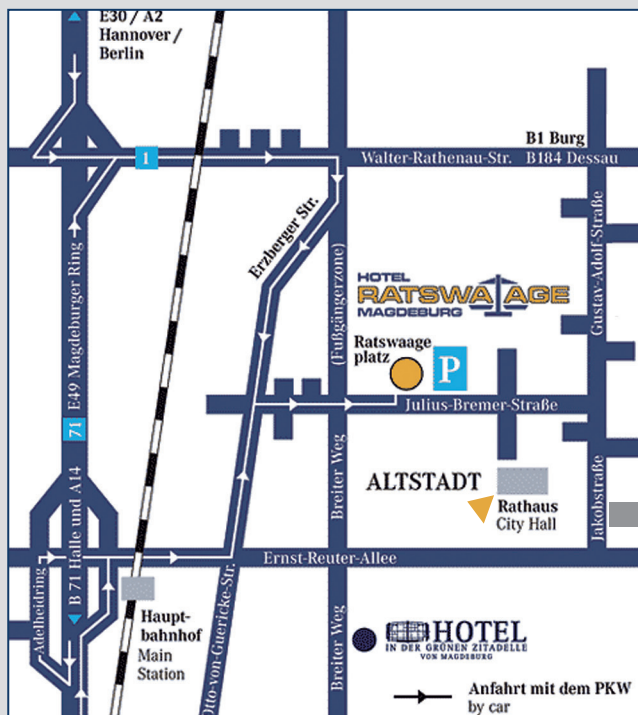 E30 / A2
Hannover /
Berlin
1
Walter-Rathenau-Str.
B1 Burg
B184 Dessau
Erzberger Str.
(Fußgängerzone)
Gustav-Adolf-Straße
E49 Magdeburger Ring
HOTEL
RATSWAAGE
MAGDEBURG
Ratswaage
platz
P
Julius-Bremer-Straße
71
Breiter Weg
ALTSTADT
Rathaus
City Hall
Jakobstraße
B 71 Halle und A14
Ernst-Reuter-Allee
Adelheidring
Haupt-
bahnhof
Main
Station
Otto-von-Guericke-Str.
Breiter Weg
HOTEL
IN DER GRÜNEN ZITADELLE
VON MAGDEBURG
Anfahrt mit dem PKW
by car